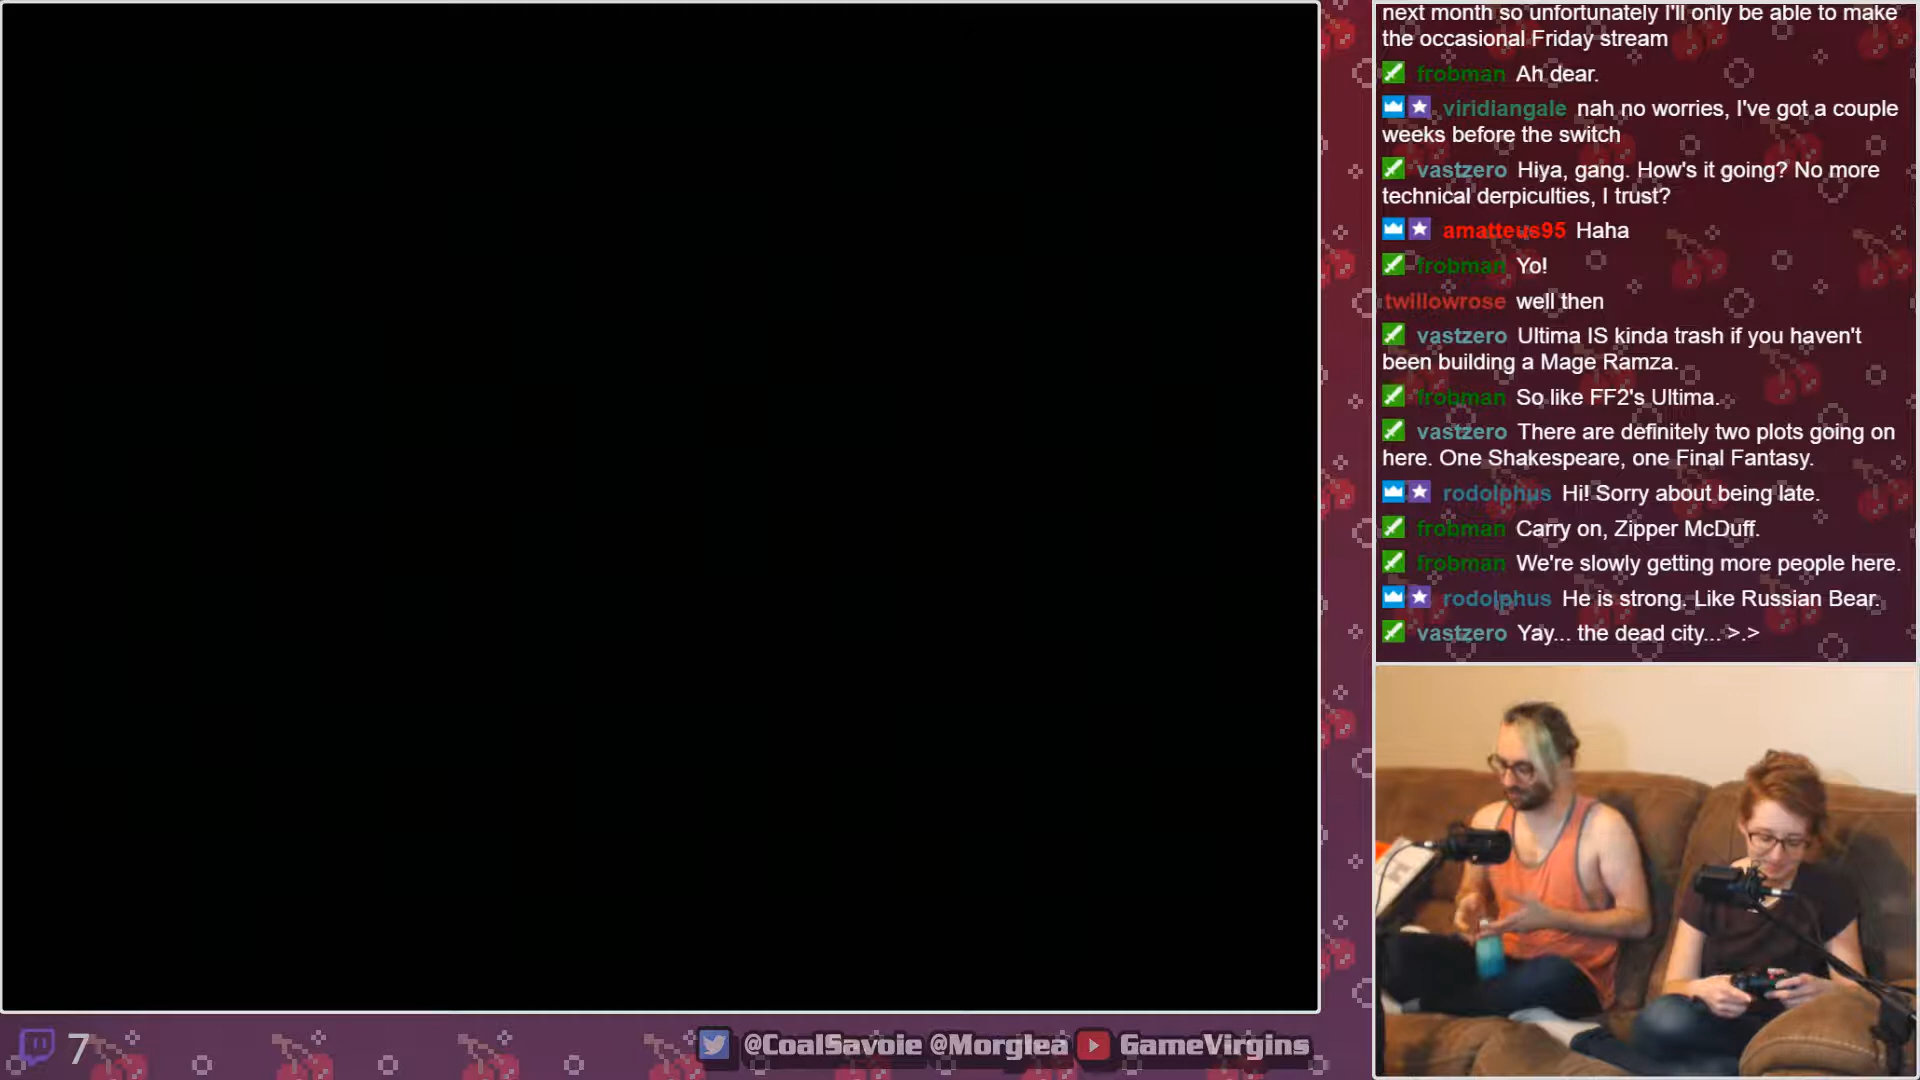 next month so unfortunately I'll only be able to make
the occasional Friday stream
frobman Ah dear.
viridiangale nah no worries, I've got a couple
weeks before the switch
vastzero Hiya, gang. How's it going? No more
technical derpiculties, I trust?
amatteus95 Haha
frobman Yo!
twillowrose well then
vastzero Ultima IS kinda trash if you haven't
been building a Mage Ramza.
frobman So like FF2's Ultima.
vastzero There are definitely two plots going on
here. One Shakespeare, one Final Fantasy.
rodolphus Hi! Sorry about being late.
frobman Carry on, Zipper McDuff.
frobman We're slowly getting more people here.
rodolphus He is strong. Like Russian Bear.
vastzero Yay... the dead city... >.>
7 @CoalSavoie @Morglea GameVirgins